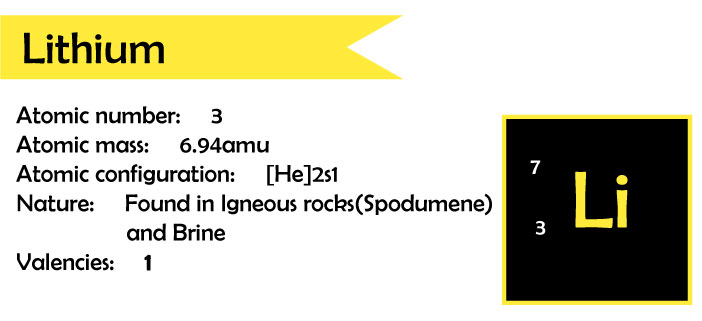 Lithium
Atomic number: 3
Atomic mass: 6.94amu
Atomic configuration: [He]2s1
Nature: Found in Igneous rocks(Spodumene)
and Brine
Valencies: 1
7
Li
3